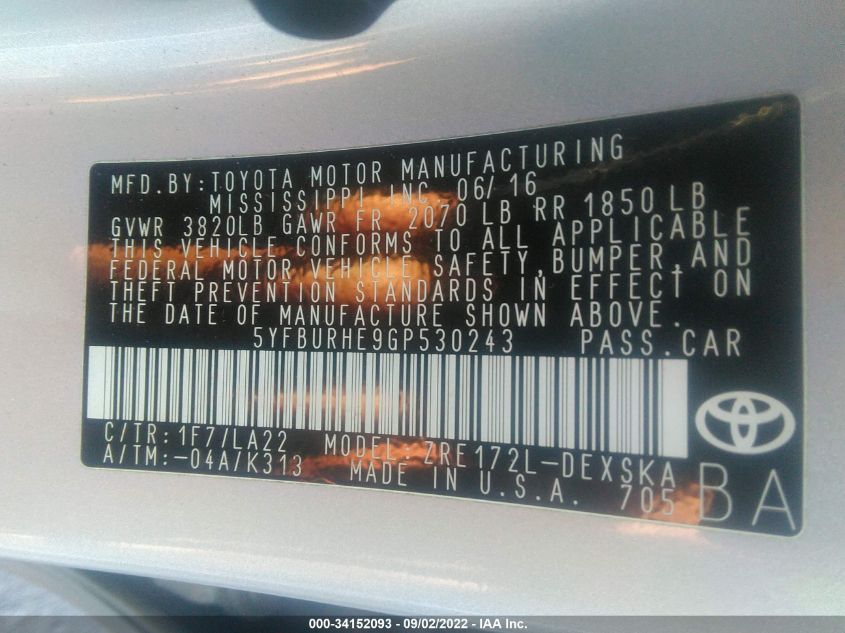 MFD.BY:TOYOTA MOTOR MANUFACTURING
MISSISSIPPI INC 06/16
GVWR 3820LB GAWR FR 2070 LB RR 1850 LB
THIS VEHICLE CONFORMS TO ALL APPLICABLE
FEDERAL MOTOR VEHICLE SAFETY,BUMPER,AND
THEFT PREVENTION STANDARDS IN EFFECT ON
THE DATE OF MANUFACTURE SHOWN ABOVE.
5YFBURHE9GP530243 PASS.CAR
C/TR:1F7/LA22 MODEL:ZRE172L-DEXSKA
A/TM:-04A/K313 MADE IN U.S.A. 705
BA
000-34152093 - 09/02/2022 - IAA Inc.